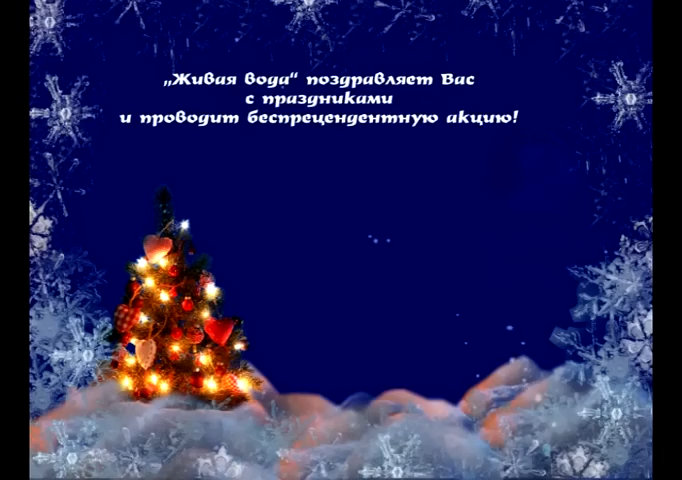 „Живая вода“ поздравляет Вас
с праздниками
и проводит беспрецендентную акцию!